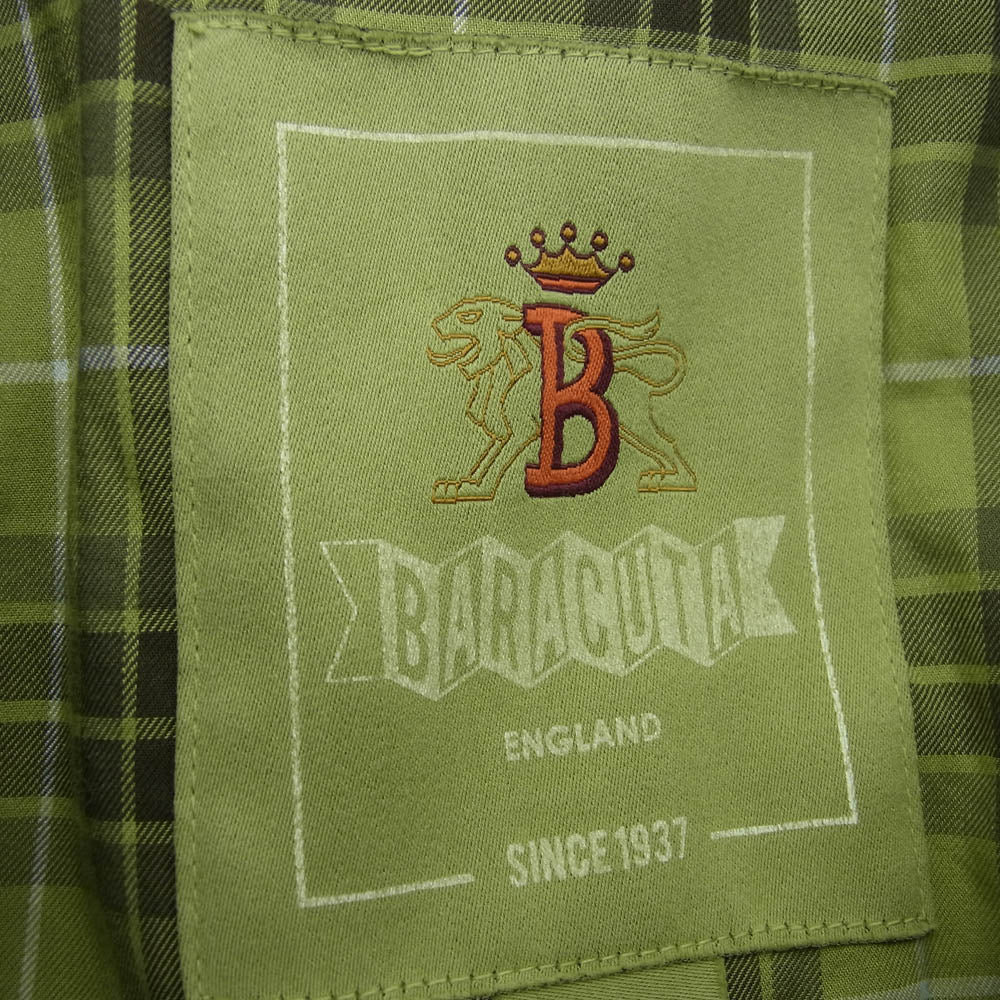 B
BARACUTA
ENGLAND
SINCE 1937